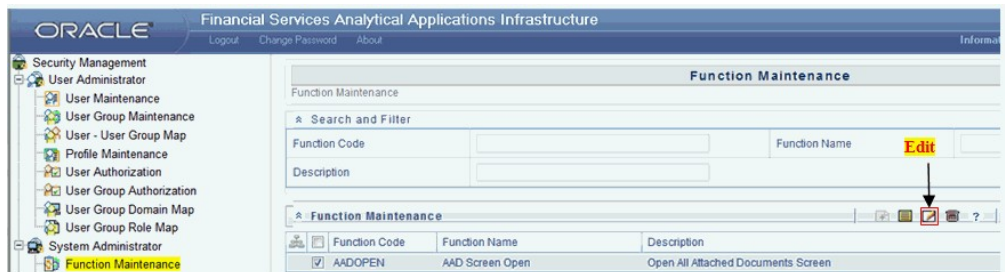 ORACLE
Financial Services Analytical Applications Infrastructure
Logout Change Password About
Security Management
User Administrator
User Maintenance
User Group Maintenance
User - User Group Map
Profile Maintenance
User Authorization
User Group Authorization
User Group Domain Map
User Group Role Map
System Administrator
Function Maintenance
Function Maintenance
Function Maintenance
Search and Filter
Function Code Function Name
Edit
Description
Function Maintenance ?
Function Code Function Name Description
AADOPEN AAD Screen Open Open All Attached Documents Screen